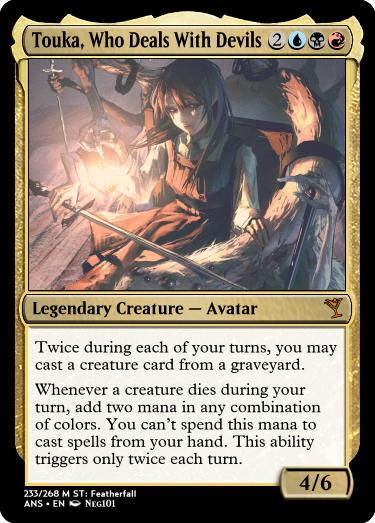 Touka, Who Deals With Devils 2
Legendary Creature — Avatar
Twice during each of your turns, you may
cast a creature card from a graveyard.
Whenever a creature dies during your
turn, add two mana in any combination
of colors. You can't spend this mana to
cast spells from your hand. This ability
triggers only twice each turn.
4/6
233/268 M ST: Featherfall
ANS • EN Neg101